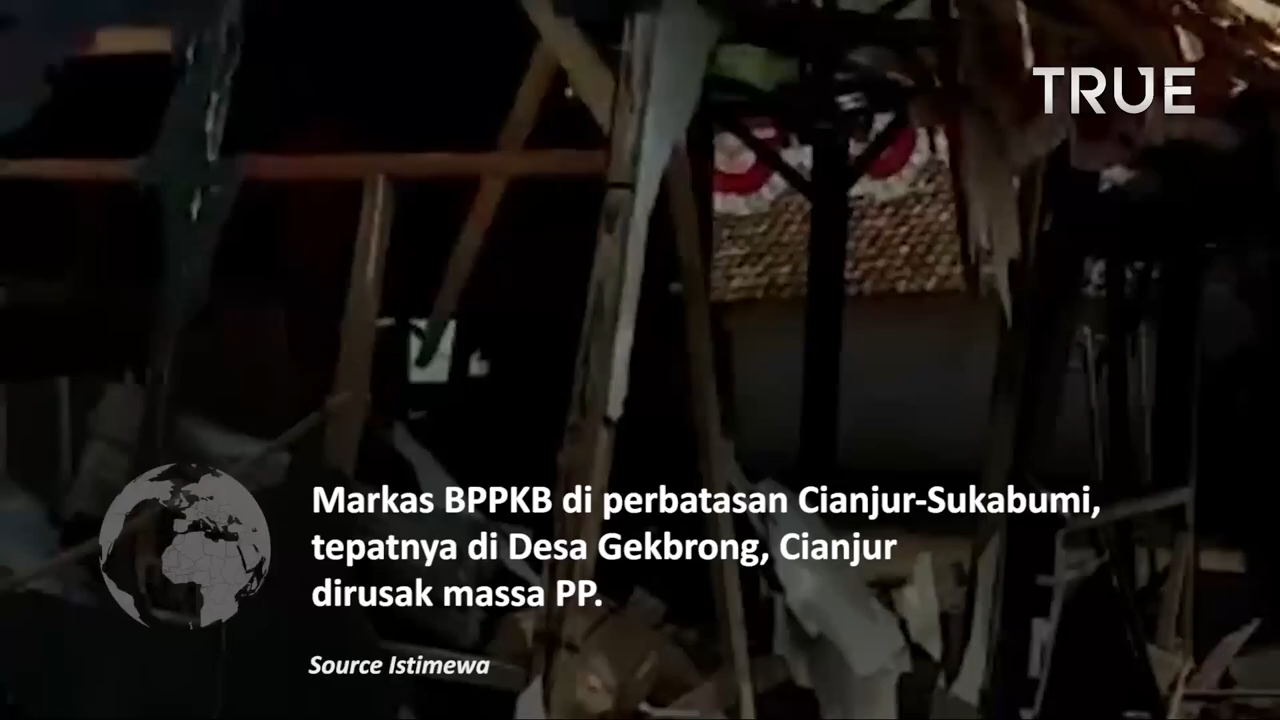 TRUE
Markas BPPKB di perbatasan Cianjur-Sukabumi,
tepatnya di Desa Gekbrong, Cianjur
dirusak massa PP.
Source Istimewa